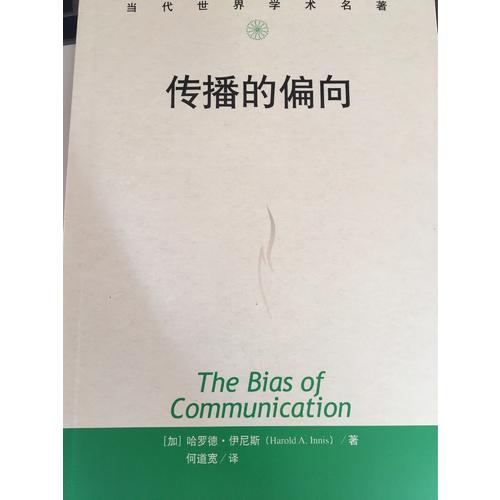 当代世界学术名著
传播的偏向
The Bias of
Communication
[加] 哈罗德·伊尼斯（Harold A. Innis）/ 著
何道宽 / 译